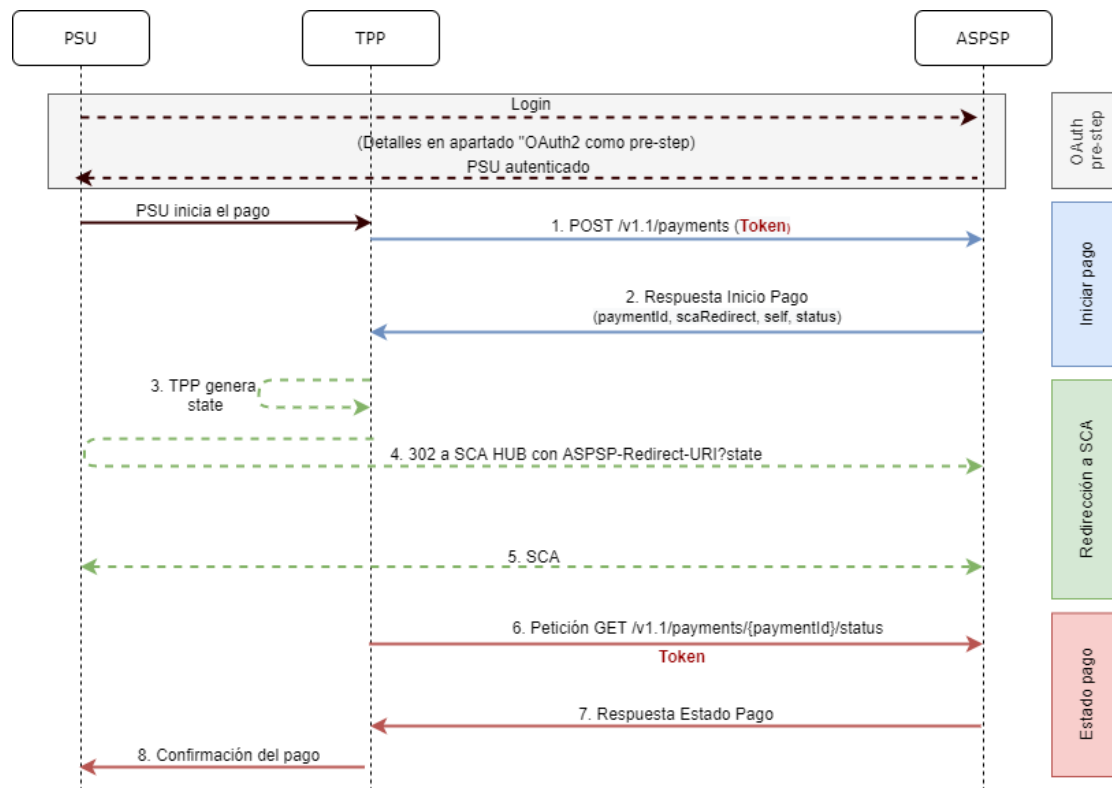 PSU
TPP
ASPSP
Login
(Detalles en apartado "OAuth2 como pre-step)
PSU autenticado
OAuth
pre-step
PSU inicia el pago
1. POST /v1.1/payments (Token)
2. Respuesta Inicio Pago
(paymentId, scaRedirect, self, status)
Iniciar pago
3. TPP genera
state
4. 302 a SCA HUB con ASPSP-Redirect-URI?state
5. SCA
Redirección a SCA
6. Petición GET /v1.1/payments/{paymentId}/status
Token
7. Respuesta Estado Pago
8. Confirmación del pago
Estado pago